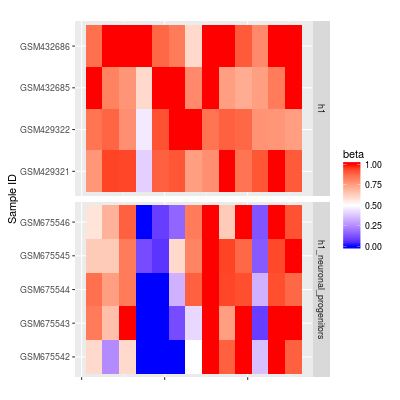 Sample ID
GSM432686
GSM432685
GSM429322
GSM429321
h1
GSM675546
GSM675545
GSM675544
GSM675543
GSM675542
h1_neuronal_progenitors
beta
1.00
0.75
0.50
0.25
0.00